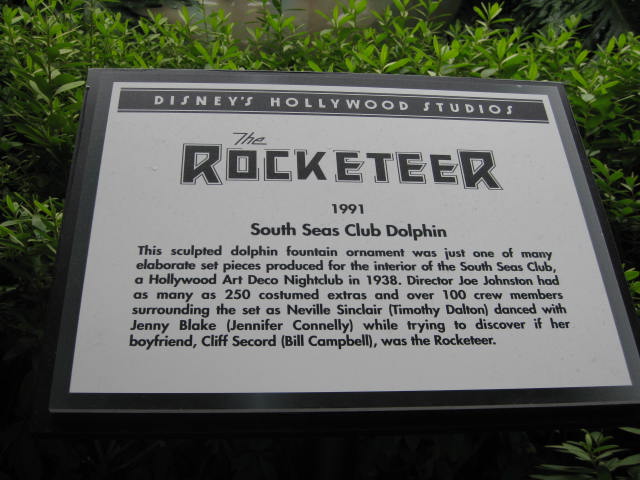 DISNEY'S HOLLYWOOD STUDIOS
The
ROCKETEER
1991
South Seas Club Dolphin
This sculpted dolphin fountain ornament was just one of many
elaborate set pieces produced for the interior of the South Seas Club,
a Hollywood Art Deco Nightclub in 1938. Director Joe Johnston had
as many as 250 costumed extras and over 100 crew members
surrounding the set as Neville Sinclair (Timothy Dalton) danced with
Jenny Blake (Jennifer Connelly) while trying to discover if her
boyfriend, Cliff Secord (Bill Campbell), was the Rocketeer.